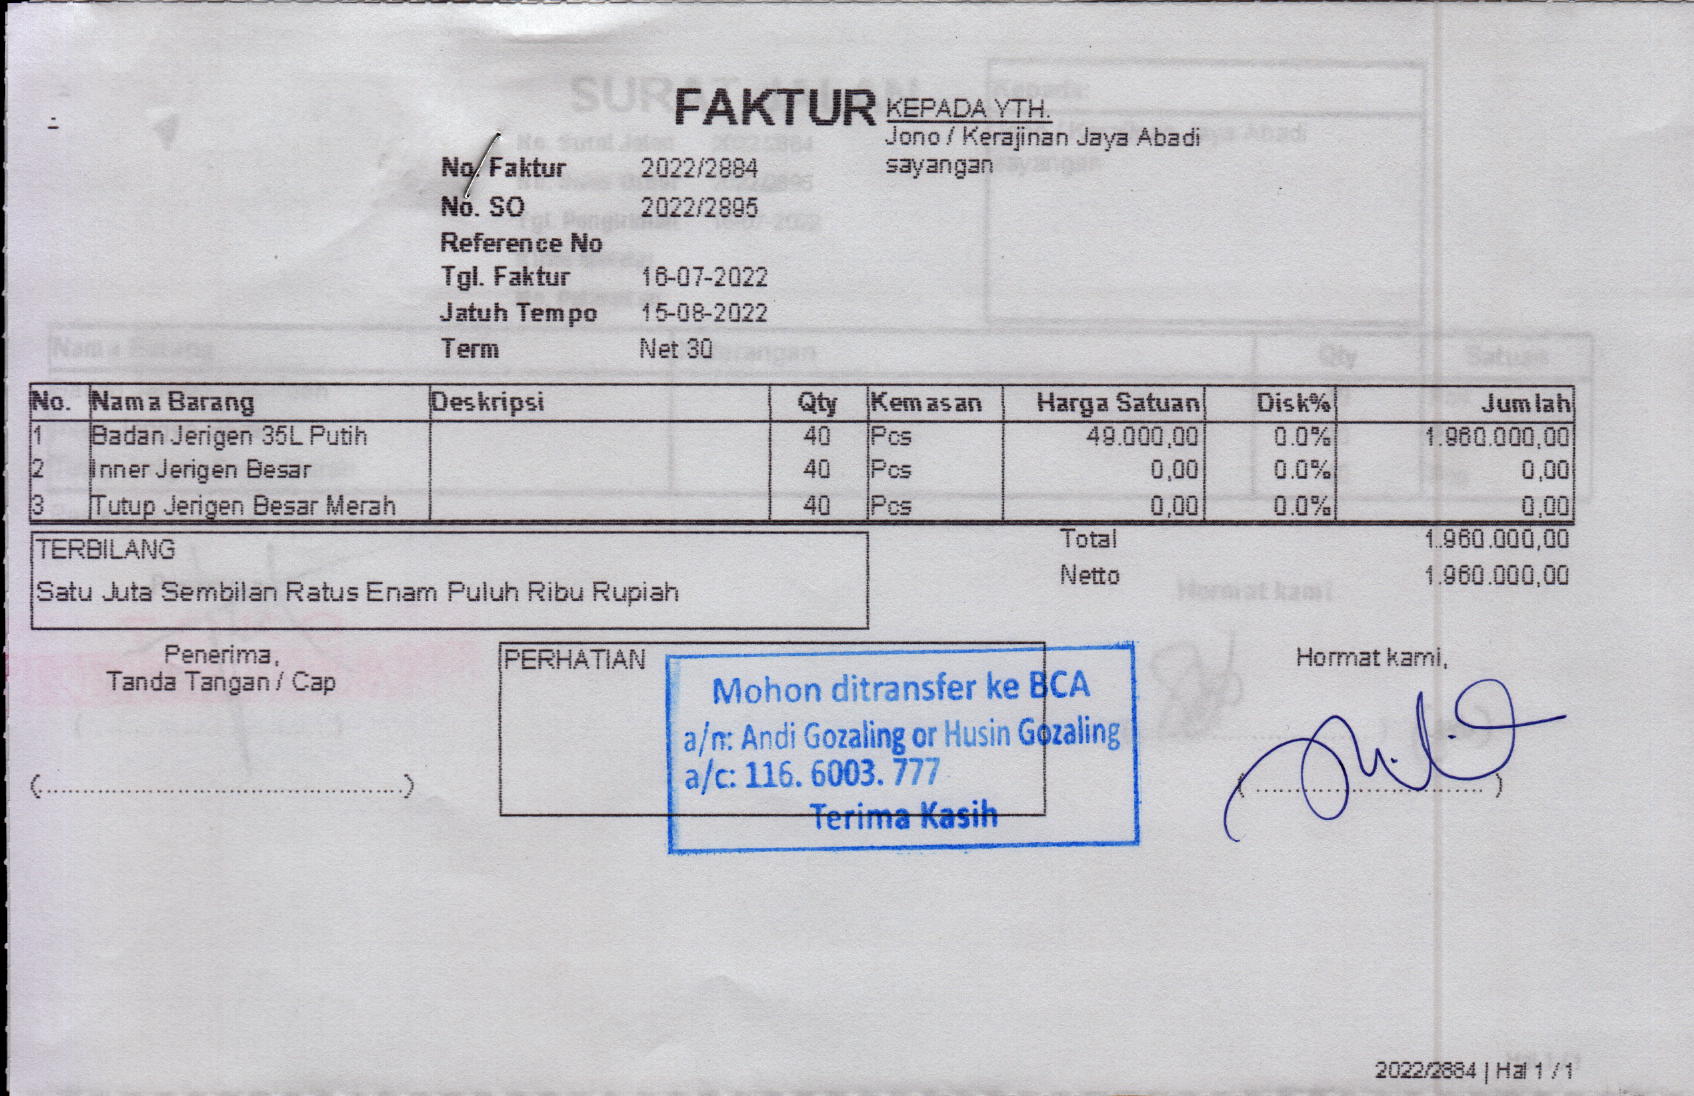 FAKTUR
KEPADA YTH.
Jono / Kerajinan Jaya Abadi
sayangan
No. Faktur 2022/2884
No. SO 2022/2895
Reference No
Tgl. Faktur 16-07-2022
Jatuh Tempo 15-08-2022
Term Net 30
No. Nama Barang Deskripsi Qty Kemasan Harga Satuan Disk% Jumlah
1 Badan Jerigen 35L Putih 40 Pcs 49.000,00 0.0% 1.960.000,00
2 Inner Jerigen Besar 40 Pcs 0,00 0.0% 0,00
3 Tutup Jerigen Besar Merah 40 Pcs 0,00 0.0% 0,00
Total 1.960.000,00
Netto 1.960.000,00
TERBILANG
Satu Juta Sembilan Ratus Enam Puluh Ribu Rupiah
Penerima,
Tanda Tangan / Cap
(..............................................)
PERHATIAN
Mohon ditransfer ke BCA
a/n: Andi Gozaling or Husin Gozaling
a/c: 116. 6003. 777
Terima Kasih
Hormat kami,
(..............................)
2022/2884 | Hal 1 / 1